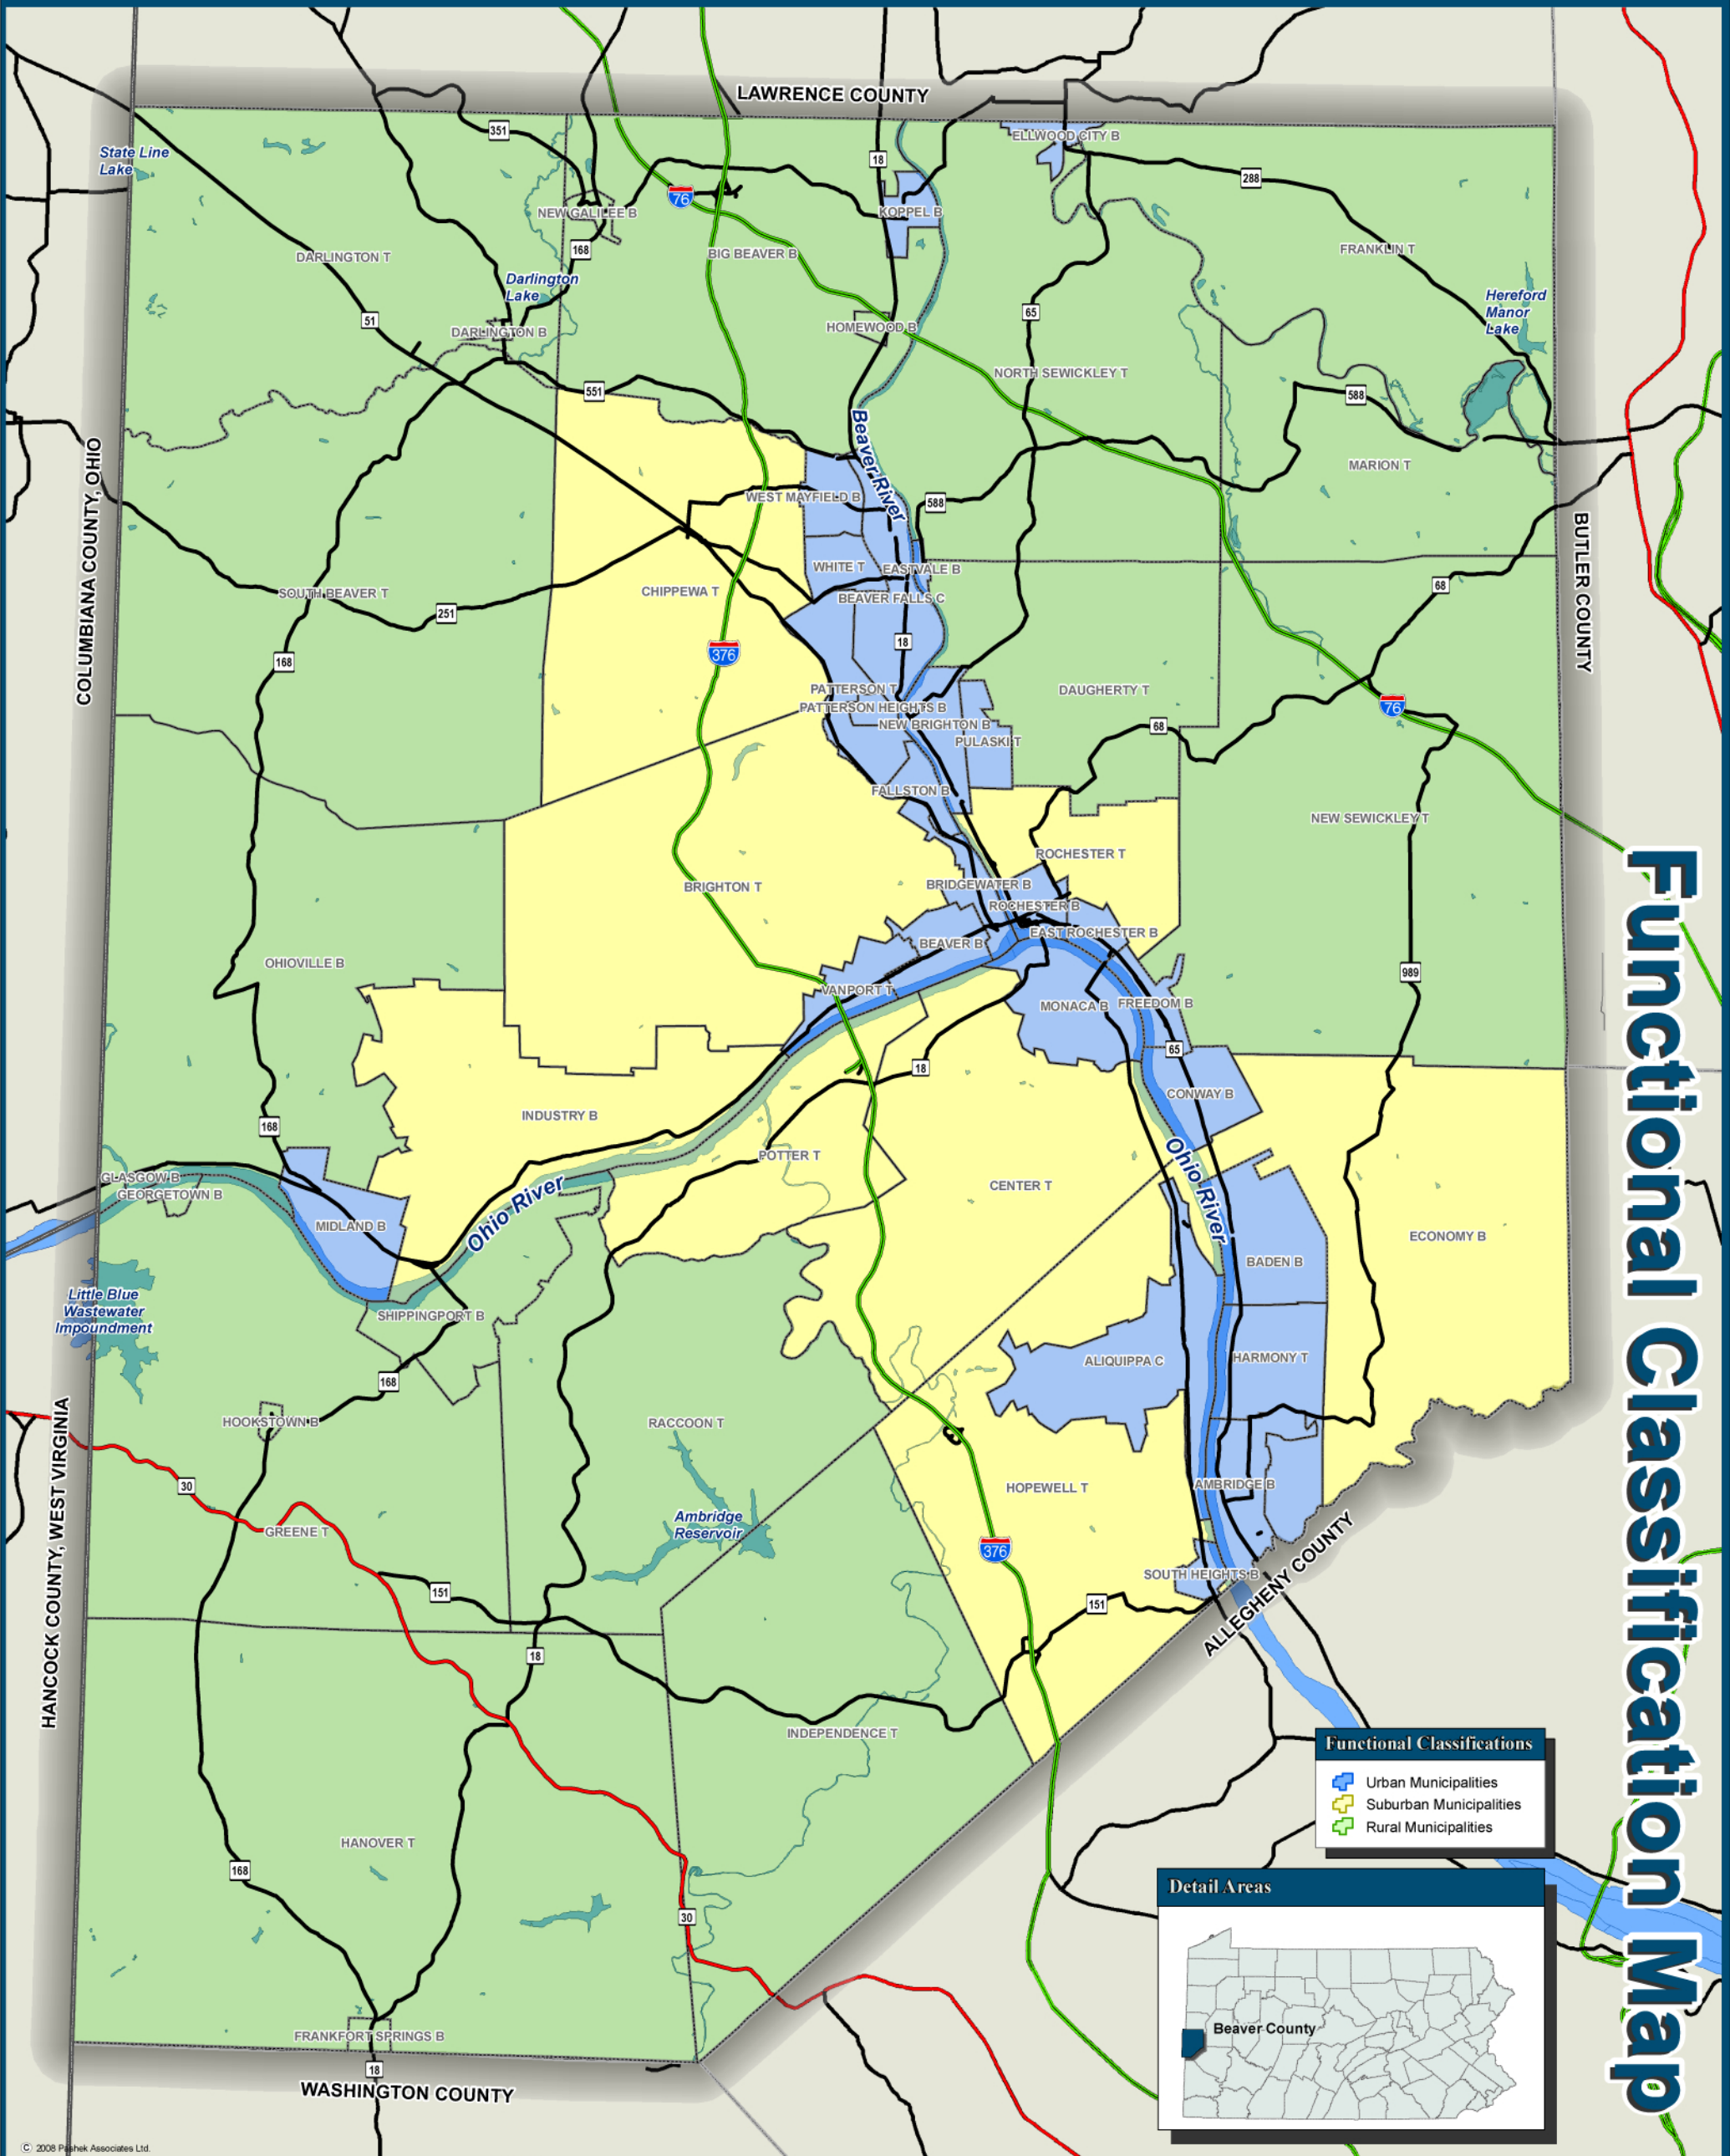 LAWRENCE COUNTY
ELLWOOD CITY B
351
18
State Line
Lake
288
76
KOPPEL B
NEW GALILEE B
168
FRANKLIN T
BIG BEAVER B
DARLINGTON T
Darlington
Lake
Hereford
Manor
Lake
65
51
HOMEWOOD B
DARLINGTON B
NORTH SEWICKLEY T
551
588
Beaver River
MARION T
COLUMBIANA COUNTY, OHIO
WEST MAYFIELD B
588
BUTLER COUNTY
WHITE T
EASTVALE B
68
CHIPPEWA T
SOUTH BEAVER T
BEAVER FALLS C
251
18
376
168
PATTERSON T
DAUGHERTY T
PATTERSON HEIGHTS B
76
NEW BRIGHTON B
68
PULASKI T
FALLSTON B
NEW SEWICKLEY T
ROCHESTER T
BRIGHTON T
BRIDGEWATER B
ROCHESTER B
EAST ROCHESTER B
BEAVER B
OHIOVILLE B
989
VANPORT T
MONACA B
FREEDOM B
65
18
CONWAY B
INDUSTRY B
168
POTTER T
Ohio River
GLASGOW B
CENTER T
GEORGETOWN B
Ohio River
MIDLAND B
ECONOMY B
BADEN B
Little Blue
Wastewater
Impoundment
SHIPPINGPORT B
ALIQUIPPA C
HARMONY T
168
HOOKSTOWN B
RACCOON T
HANCOCK COUNTY, WEST VIRGINIA
30
HOPEWELL T
AMBRIDGE B
Ambridge
Reservoir
GREENE T
376
SOUTH HEIGHTS B
ALLEGHENY COUNTY
151
151
18
INDEPENDENCE T
HANOVER T
168
30
FRANKFORT SPRINGS B
18
WASHINGTON COUNTY
Functional Classification Map
Functional Classifications
Urban Municipalities
Suburban Municipalities
Rural Municipalities
Detail Areas
Beaver County
© 2008 Pashek Associates Ltd.